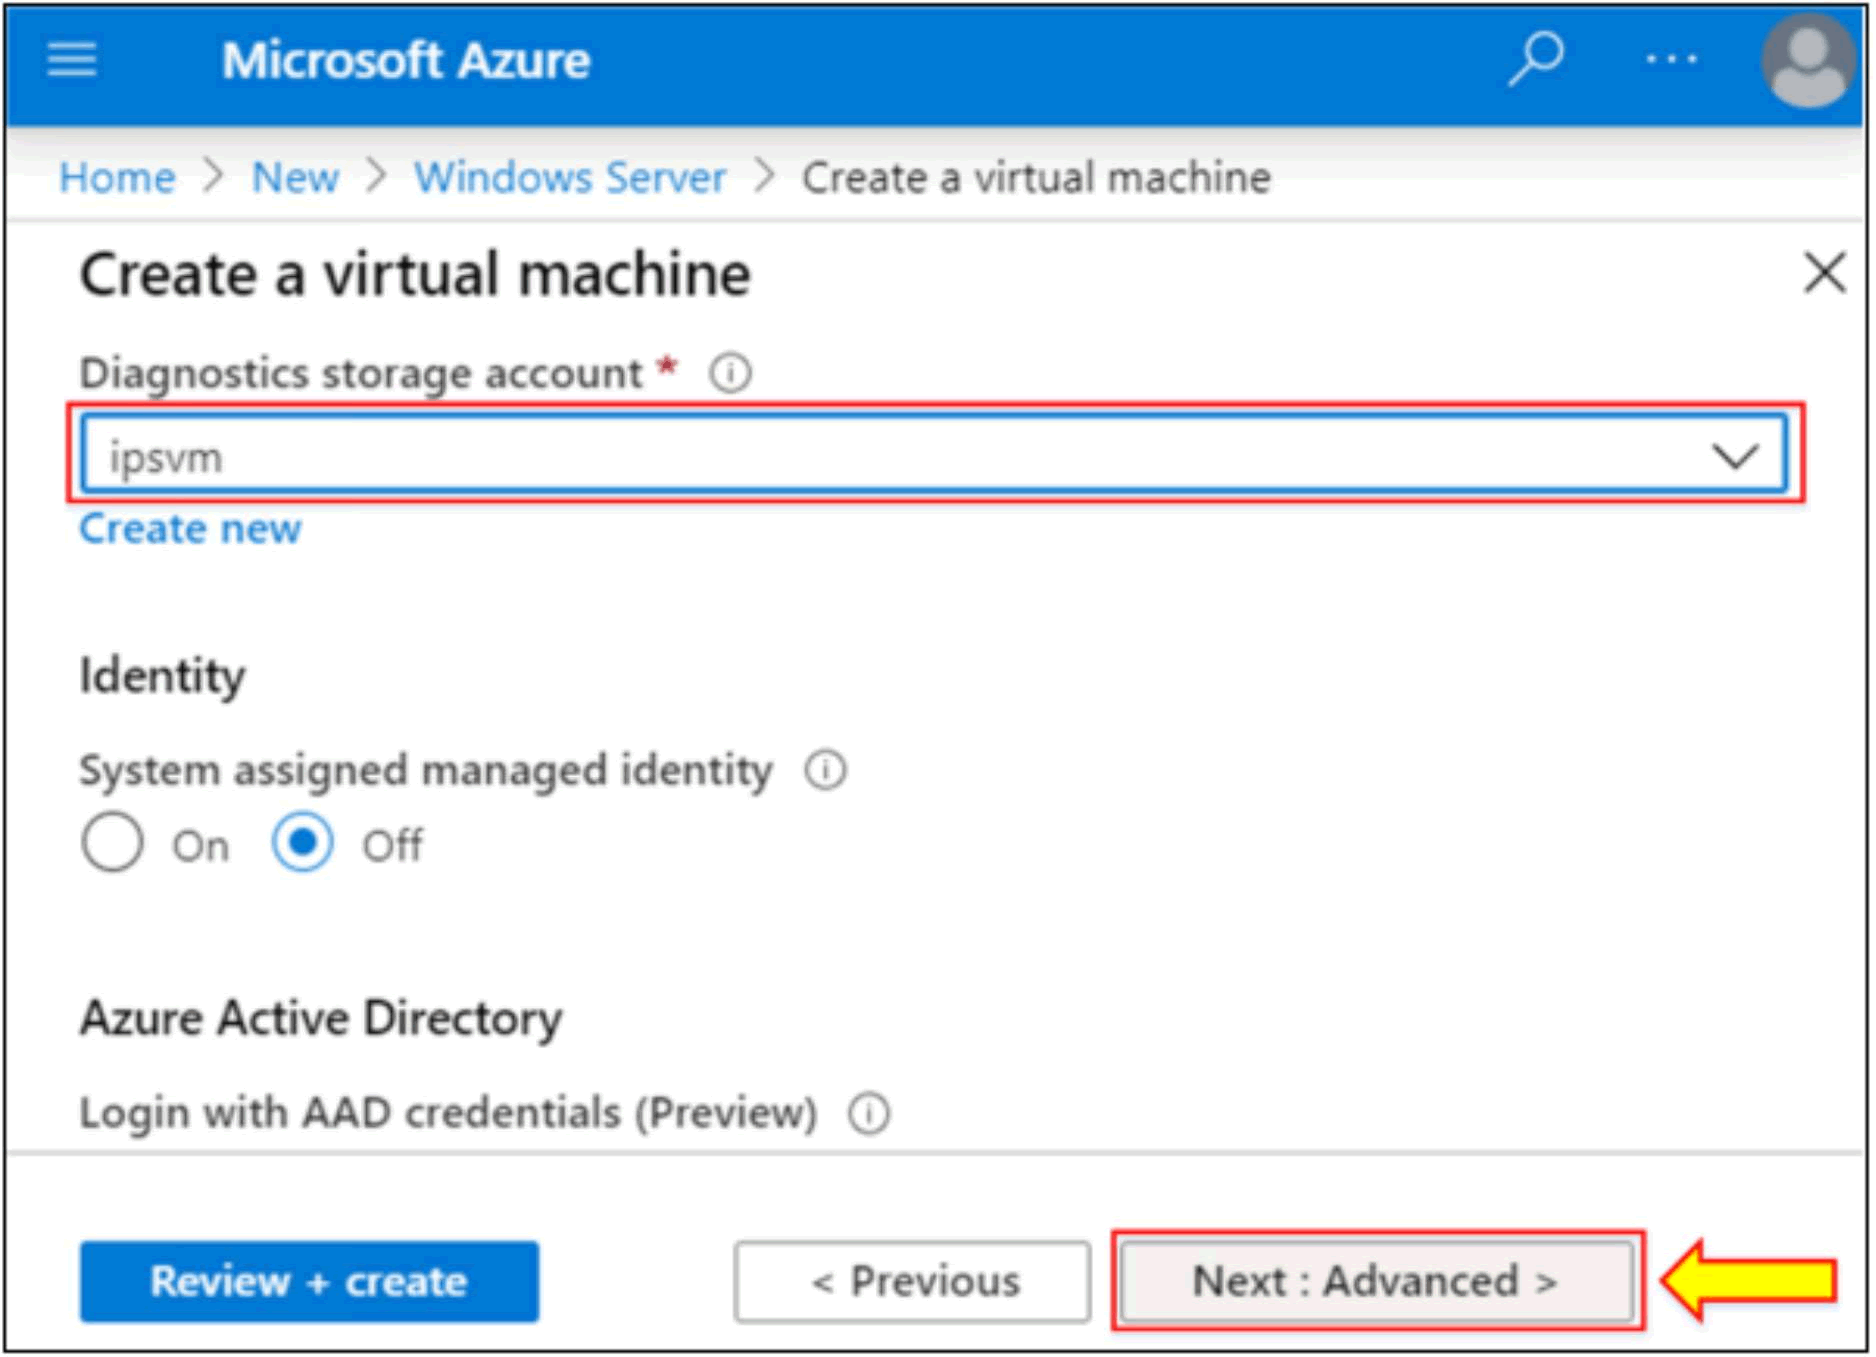 Microsoft Azure
Home > New > Windows Server > Create a virtual machine
Create a virtual machine
Diagnostics storage account *
ipsvm
Create new
Identity
System assigned managed identity
On Off
Azure Active Directory
Login with AAD credentials (Preview)
Review + create < Previous Next : Advanced >